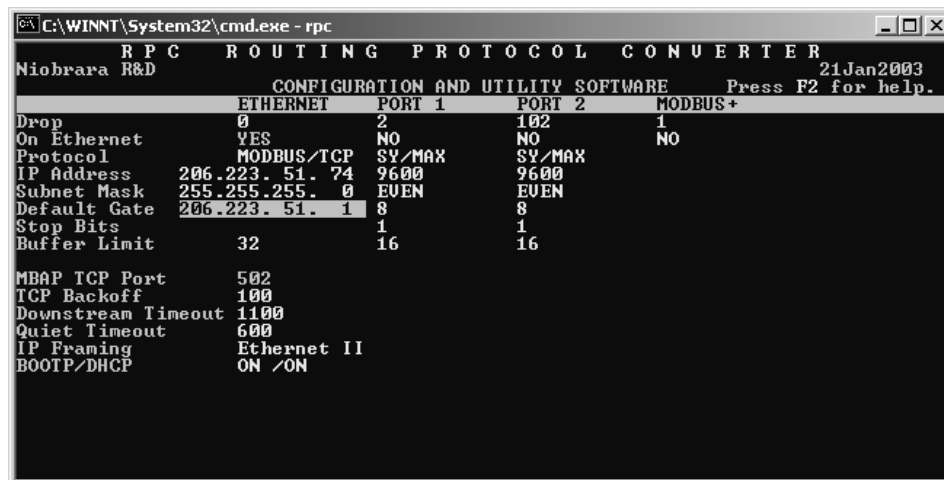 C:\WINNT\System32\cmd.exe - rpc
R P C R O U T I N G P R O T O C O L C O N V E R T E R
Niobrara R&D 21Jan2003
CONFIGURATION AND UTILITY SOFTWARE Press F2 for help.
ETHERNET PORT 1 PORT 2 MODBUS+
Drop 0 2 102 1
On Ethernet YES NO NO NO
Protocol MODBUS/TCP SY/MAX SY/MAX
IP Address 206.223. 51. 74 9600 9600
Subnet Mask 255.255.255. 0 EVEN EVEN
Default Gate 206.223. 51. 1 8 8
Stop Bits 1 1
Buffer Limit 32 16 16
MBAP TCP Port 502
TCP Backoff 100
Downstream Timeout 1100
Quiet Timeout 600
IP Framing Ethernet II
BOOTP/DHCP ON /ON